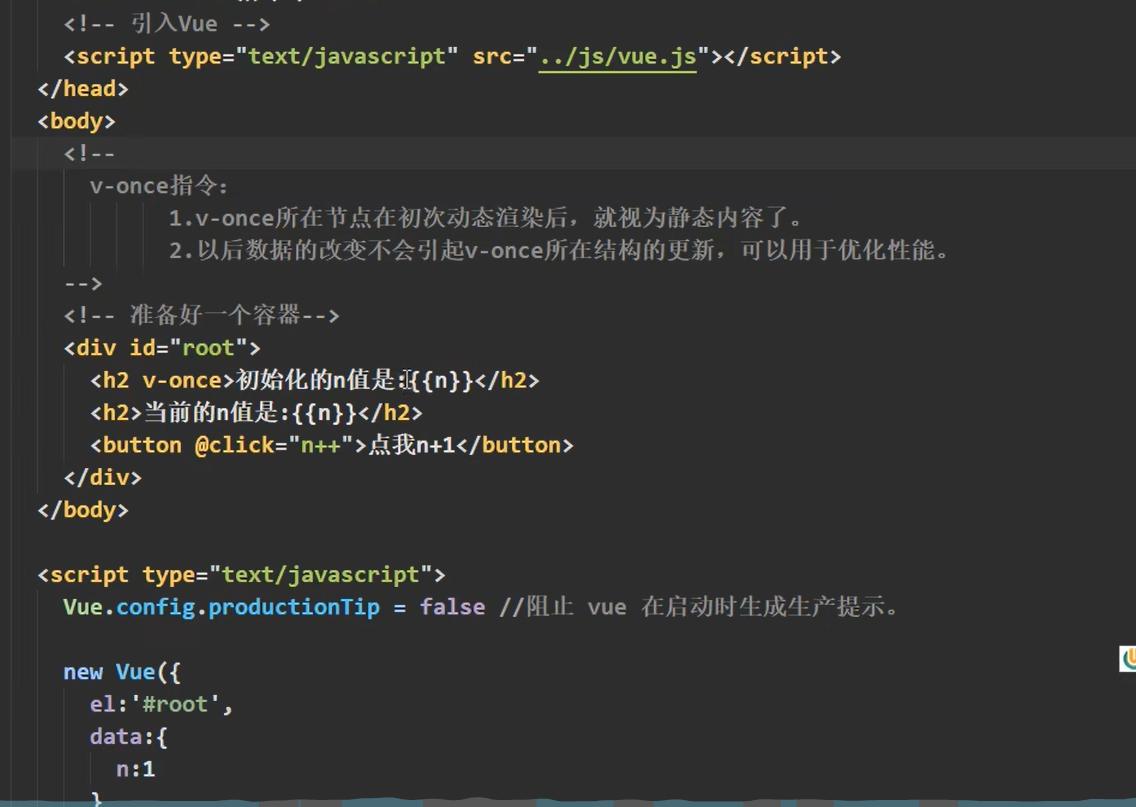 <!-- 引入Vue -->
<script type="text/javascript" src="../js/vue.js"></script>
</head>
<body>
<!--
v-once指令：
1.v-once所在节点在初次动态渲染后，就视为静态内容了。
2.以后数据的改变不会引起v-once所在结构的更新，可以用于优化性能。
-->
<!-- 准备好一个容器-->
<div id="root">
<h2 v-once>初始化的n值是:{{n}}</h2>
<h2>当前的n值是:{{n}}</h2>
<button @click="n++">点我n+1</button>
</div>
</body>
<script type="text/javascript">
Vue.config.productionTip = false //阻止 vue 在启动时生成生产提示。
new Vue({
el:'#root',
data:{
n:1
}